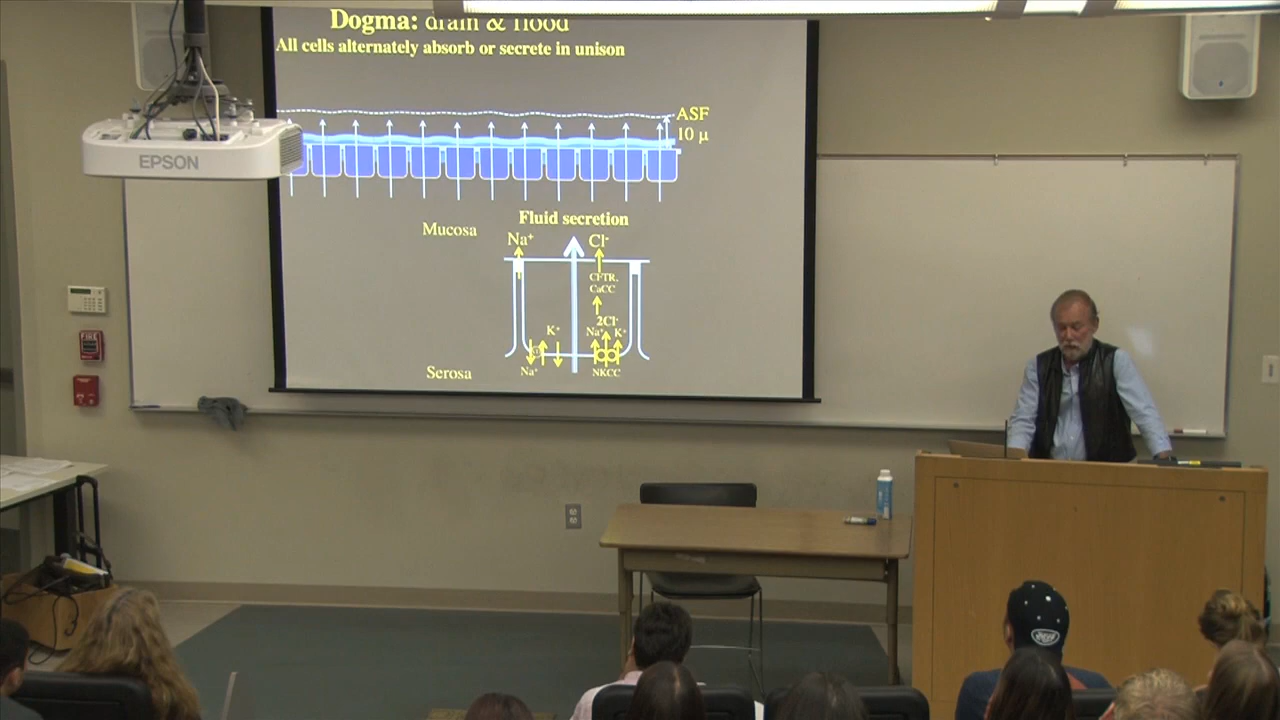 Dogma: drain & flood
All cells alternately absorb or secrete in unison
ASF
10 μ
EPSON
Fluid secretion
Mucosa
Na⁺
Cl⁻
CFTR,
CaCC
2Cl⁻
K⁺
Na⁺
K⁺
Serosa
Na⁺
NKCC
FIRE